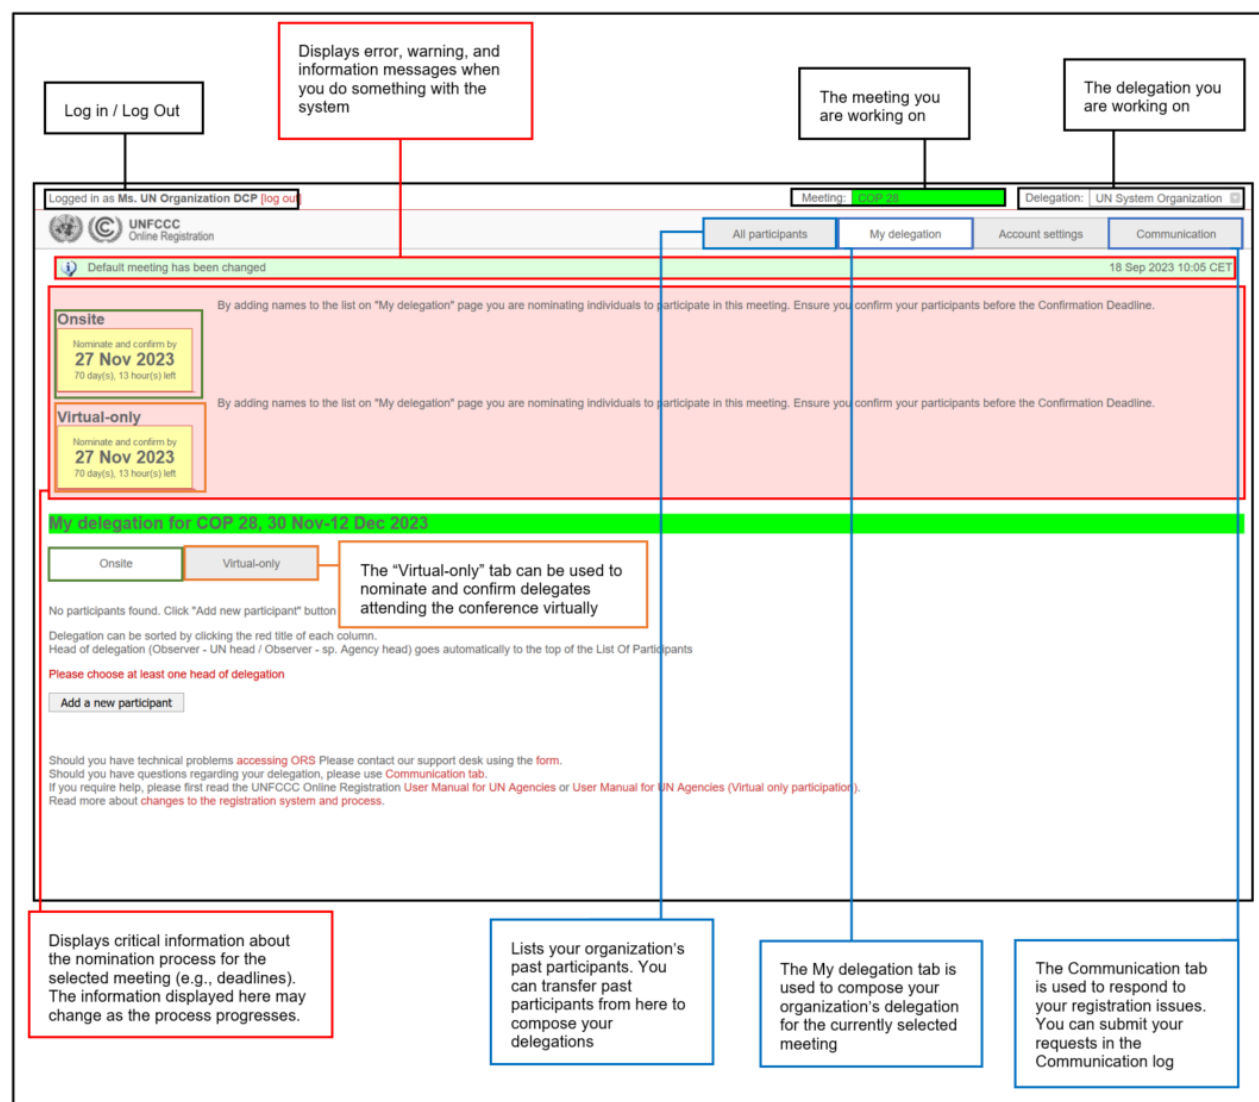 Displays error, warning, and
information messages when
you do something with the
system
Log in / Log Out
The meeting you
are working on
The delegation you
are working on
Logged in as Ms. UN Organization DCP [log out]
Meeting: COP 28
Delegation: UN System Organization
UNFCCC
Online Registration
All participants
My delegation
Account settings
Communication
Default meeting has been changed
18 Sep 2023 10:05 CET
By adding names to the list on "My delegation" page you are nominating individuals to participate in this meeting. Ensure you confirm your participants before the Confirmation Deadline.
Onsite
Nominate and confirm by
27 Nov 2023
70 day(s), 13 hour(s) left
By adding names to the list on "My delegation" page you are nominating individuals to participate in this meeting. Ensure you confirm your participants before the Confirmation Deadline.
Virtual-only
Nominate and confirm by
27 Nov 2023
70 day(s), 13 hour(s) left
My delegation for COP 28, 30 Nov-12 Dec 2023
Onsite
Virtual-only
The “Virtual-only” tab can be used to
nominate and confirm delegates
attending the conference virtually
No participants found. Click "Add new participant" button
Delegation can be sorted by clicking the red title of each column.
Head of delegation (Observer - UN head / Observer - sp. Agency head) goes automatically to the top of the List Of Participants
Please choose at least one head of delegation
Add a new participant
Should you have technical problems accessing ORS Please contact our support desk using the form.
Should you have questions regarding your delegation, please use Communication tab.
If you require help, please first read the UNFCCC Online Registration User Manual for UN Agencies or User Manual for UN Agencies (Virtual only participation).
Read more about changes to the registration system and process.
Displays critical information about
the nomination process for the
selected meeting (e.g., deadlines).
The information displayed here may
change as the process progresses.
Lists your organization’s
past participants. You
can transfer past
participants from here to
compose your
delegations
The My delegation tab is
used to compose your
organization’s delegation
for the currently selected
meeting
The Communication tab
is used to respond to
your registration issues.
You can submit your
requests in the
Communication log